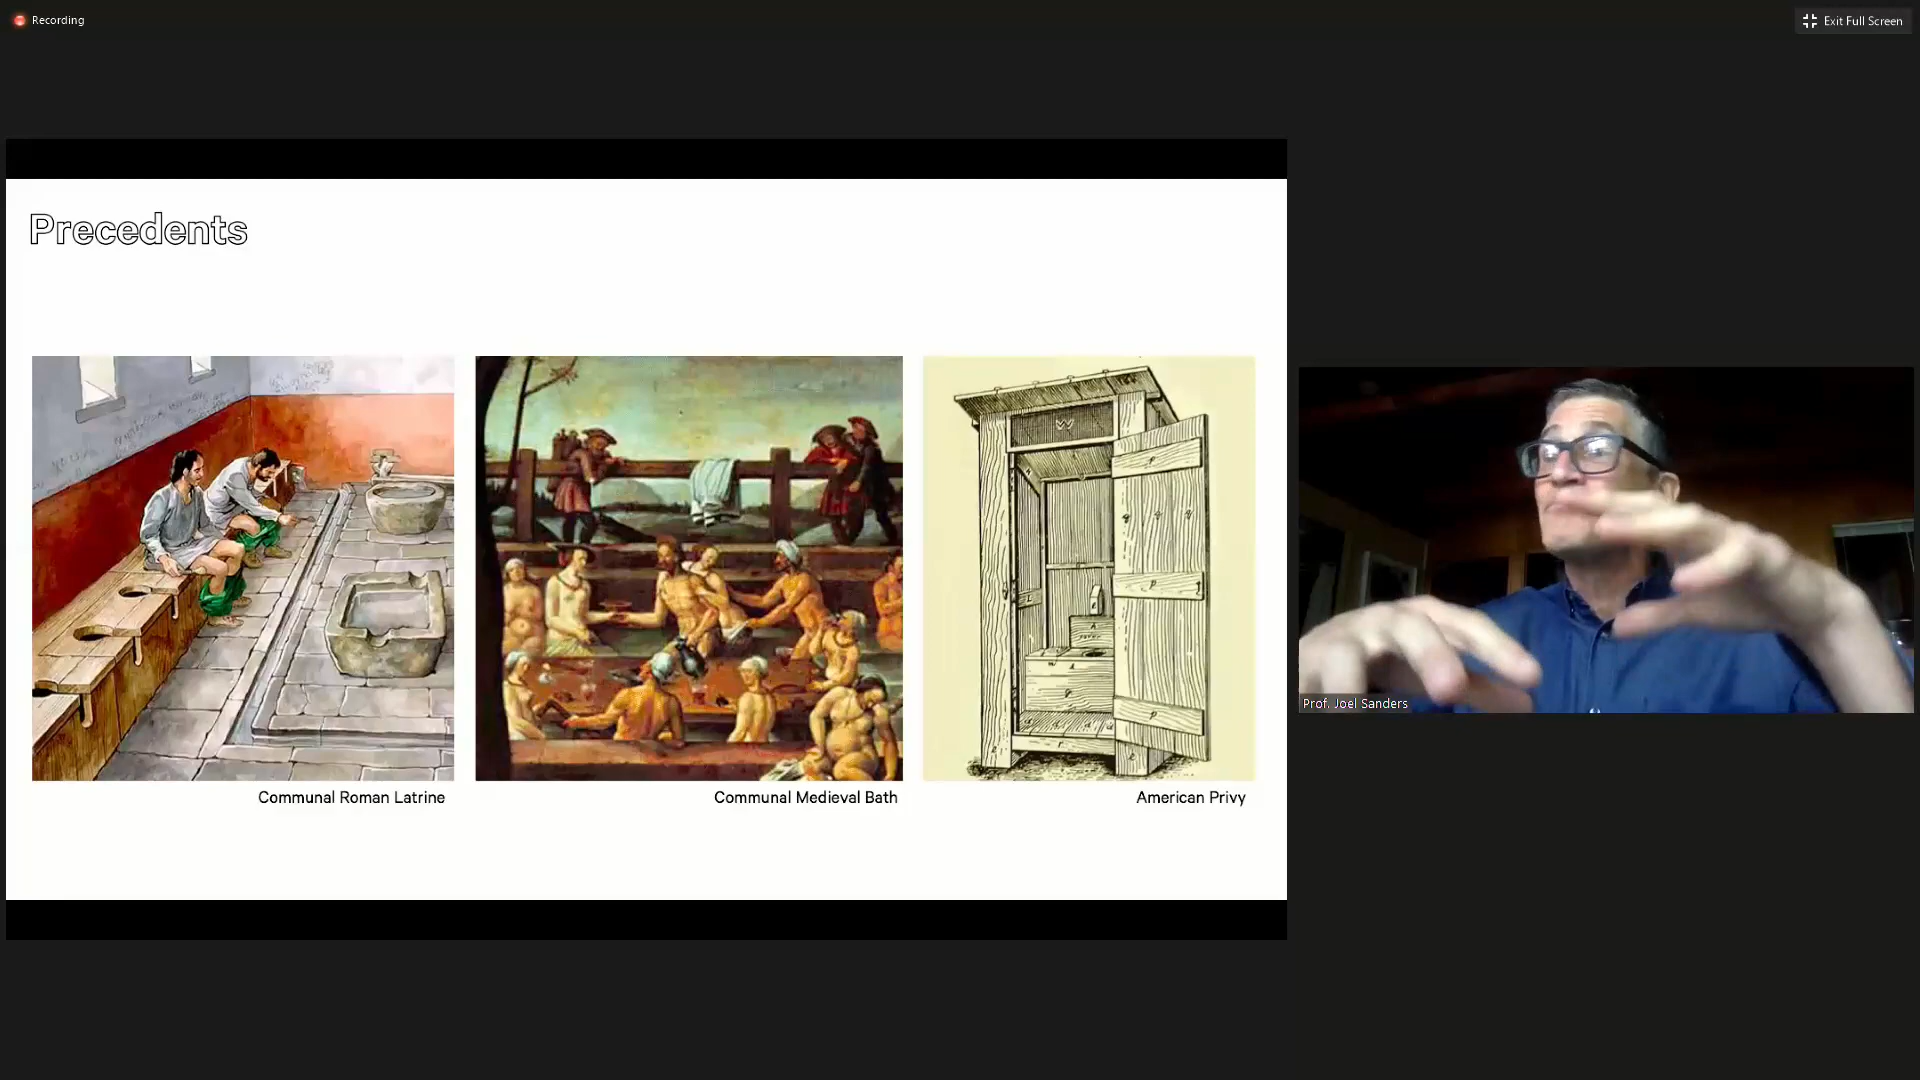 Recording
Exit Full Screen
Precedents
Communal Roman Latrine
Communal Medieval Bath
American Privy
Prof. Joel Sanders